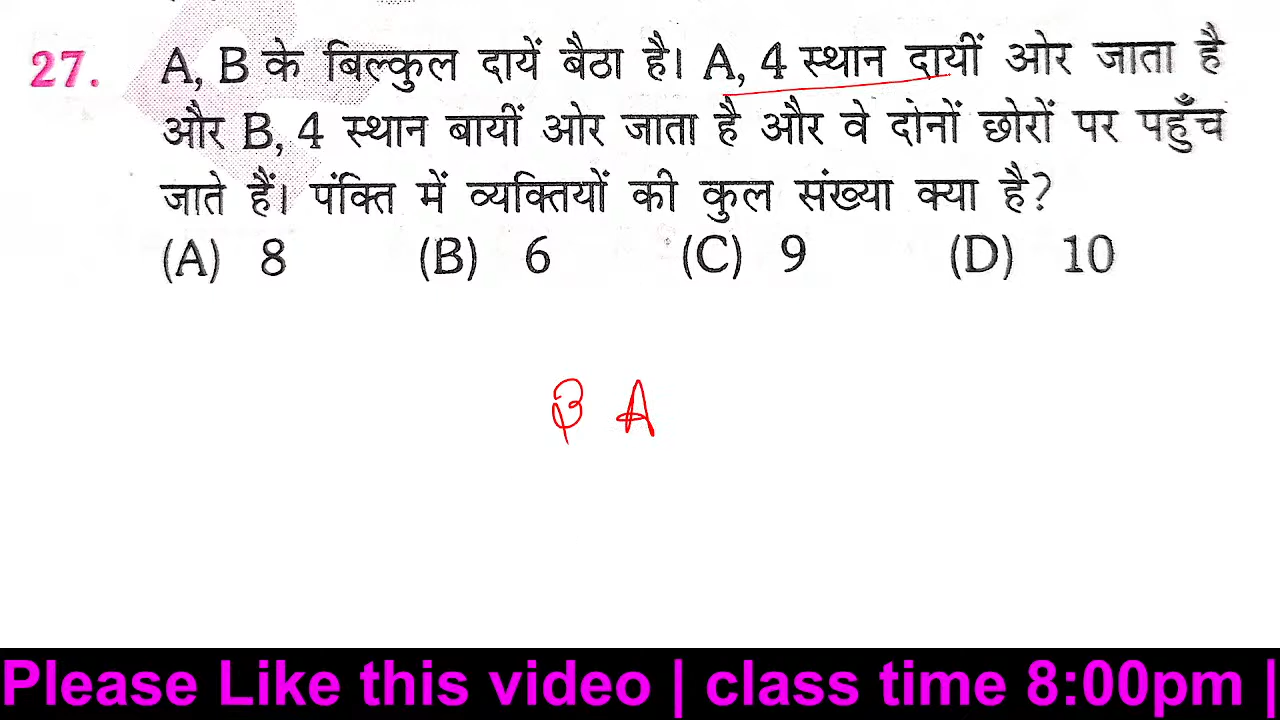 27. A, B के बिल्कुल दायें बैठा है। A, 4 स्थान दायीं ओर जाता है
और B, 4 स्थान बायीं ओर जाता है और वे दोनों छोरों पर पहुँच
जाते हैं। पंक्ति में व्यक्तियों की कुल संख्या क्या है?
(A) 8 (B) 6 (C) 9 (D) 10
B A
Please Like this video | class time 8:00pm |